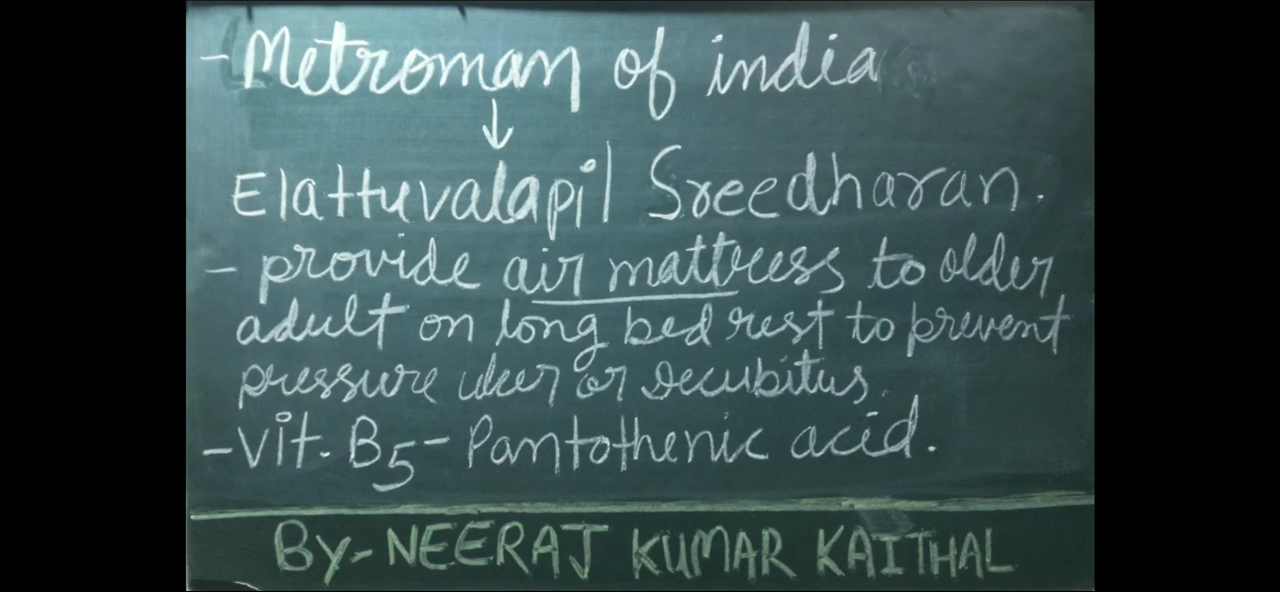 - Metroman of india
↓
Elattuvalapil Sreedharan.
- provide air mattress to older
adult on long bed rest to prevent
pressure ulcer or decubitus.
- Vit. B5 - Pantothenic acid.
By- NEERAJ KUMAR KAITHAL